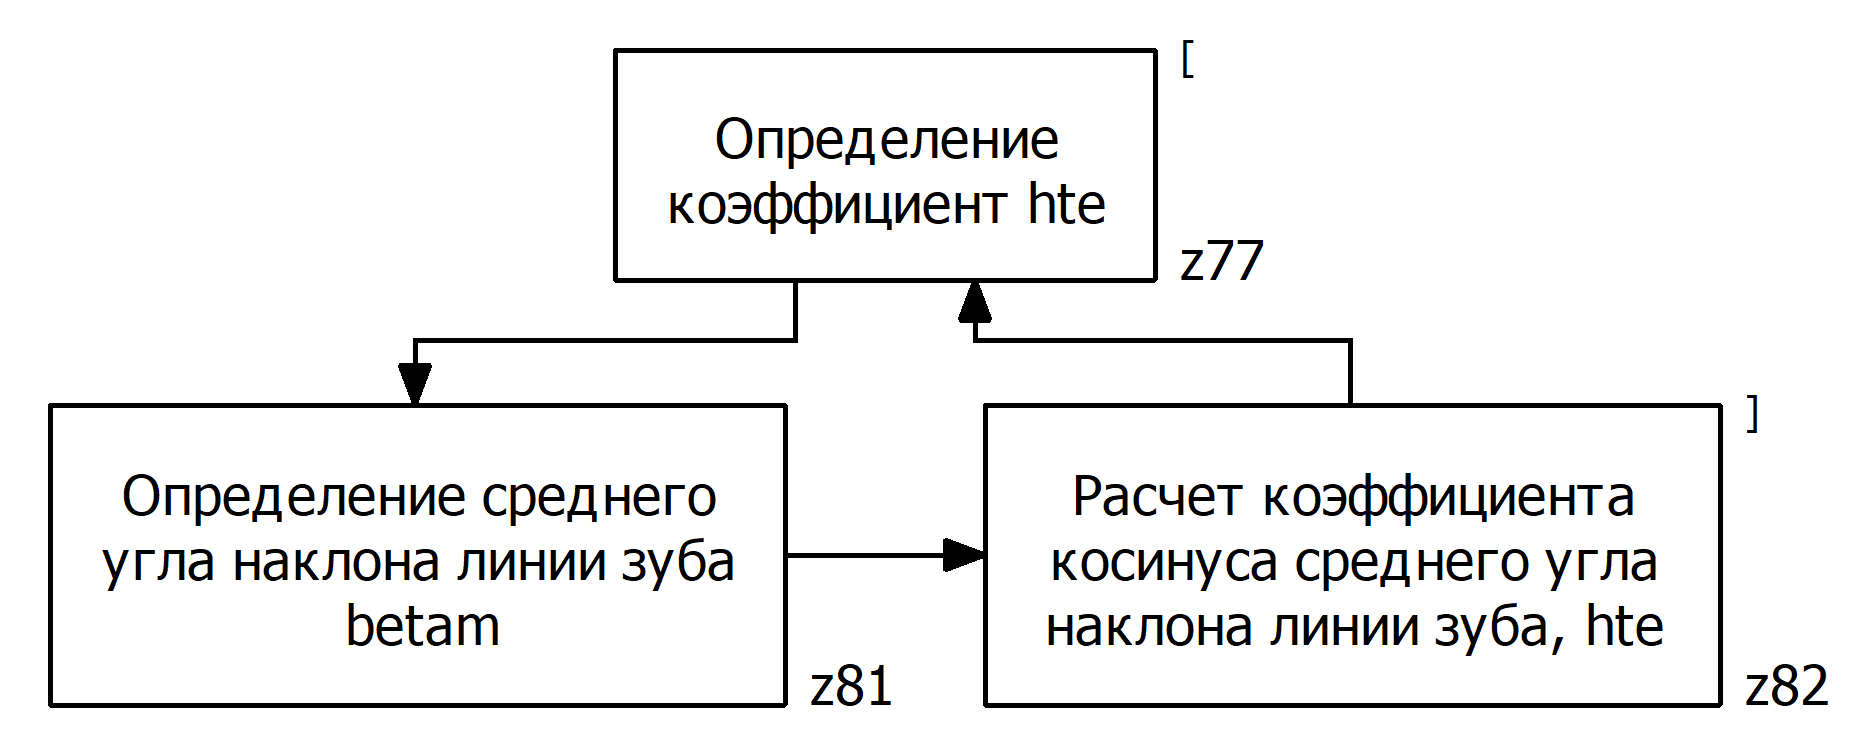 [
Определение
коэффициент hte
z77
Определение среднего
угла наклона линии зуба
betam
z81
]
Расчет коэффициента
косинуса среднего угла
наклона линии зуба, hte
z82